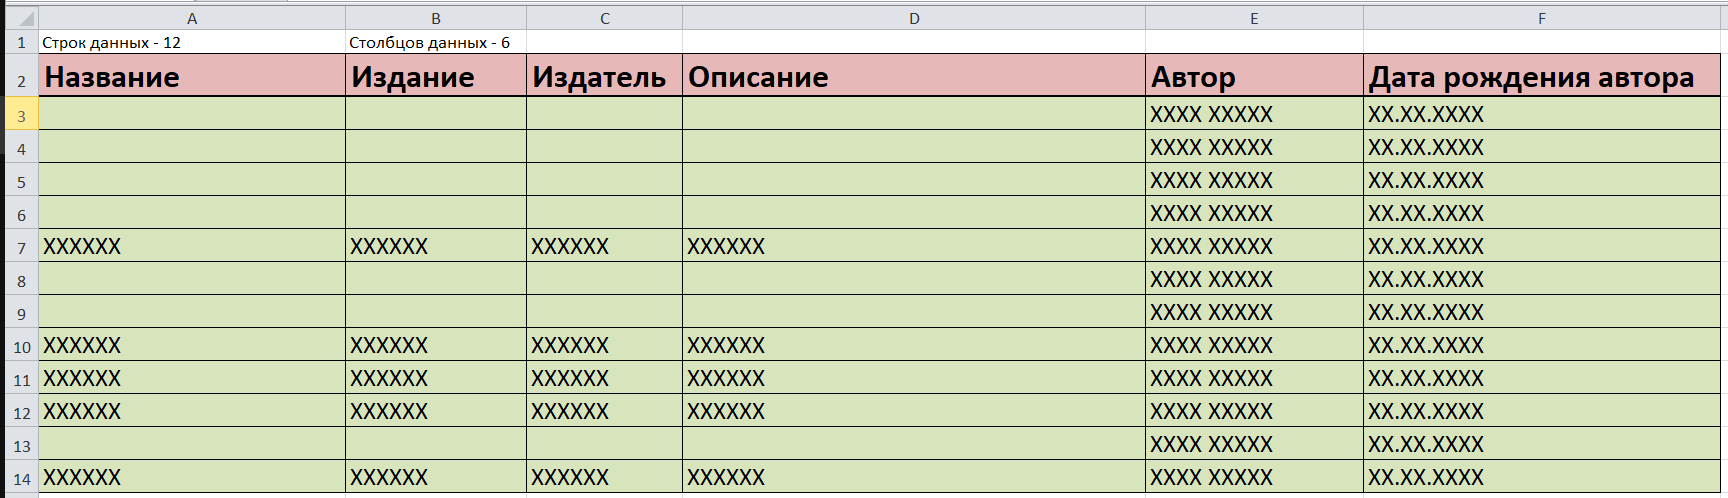 A B C D E F
1 Строк данных - 12 Столбцов данных - 6
2 Название Издание Издатель Описание Автор Дата рождения автора
3 XXXX XXXXX XX.XX.XXXX
4 XXXX XXXXX XX.XX.XXXX
5 XXXX XXXXX XX.XX.XXXX
6 XXXX XXXXX XX.XX.XXXX
7 XXXXXX XXXXXX XXXXXX XXXXXX XXXX XXXXX XX.XX.XXXX
8 XXXX XXXXX XX.XX.XXXX
9 XXXX XXXXX XX.XX.XXXX
10 XXXXXX XXXXXX XXXXXX XXXXXX XXXX XXXXX XX.XX.XXXX
11 XXXXXX XXXXXX XXXXXX XXXXXX XXXX XXXXX XX.XX.XXXX
12 XXXXXX XXXXXX XXXXXX XXXXXX XXXX XXXXX XX.XX.XXXX
13 XXXX XXXXX XX.XX.XXXX
14 XXXXXX XXXXXX XXXXXX XXXXXX XXXX XXXXX XX.XX.XXXX